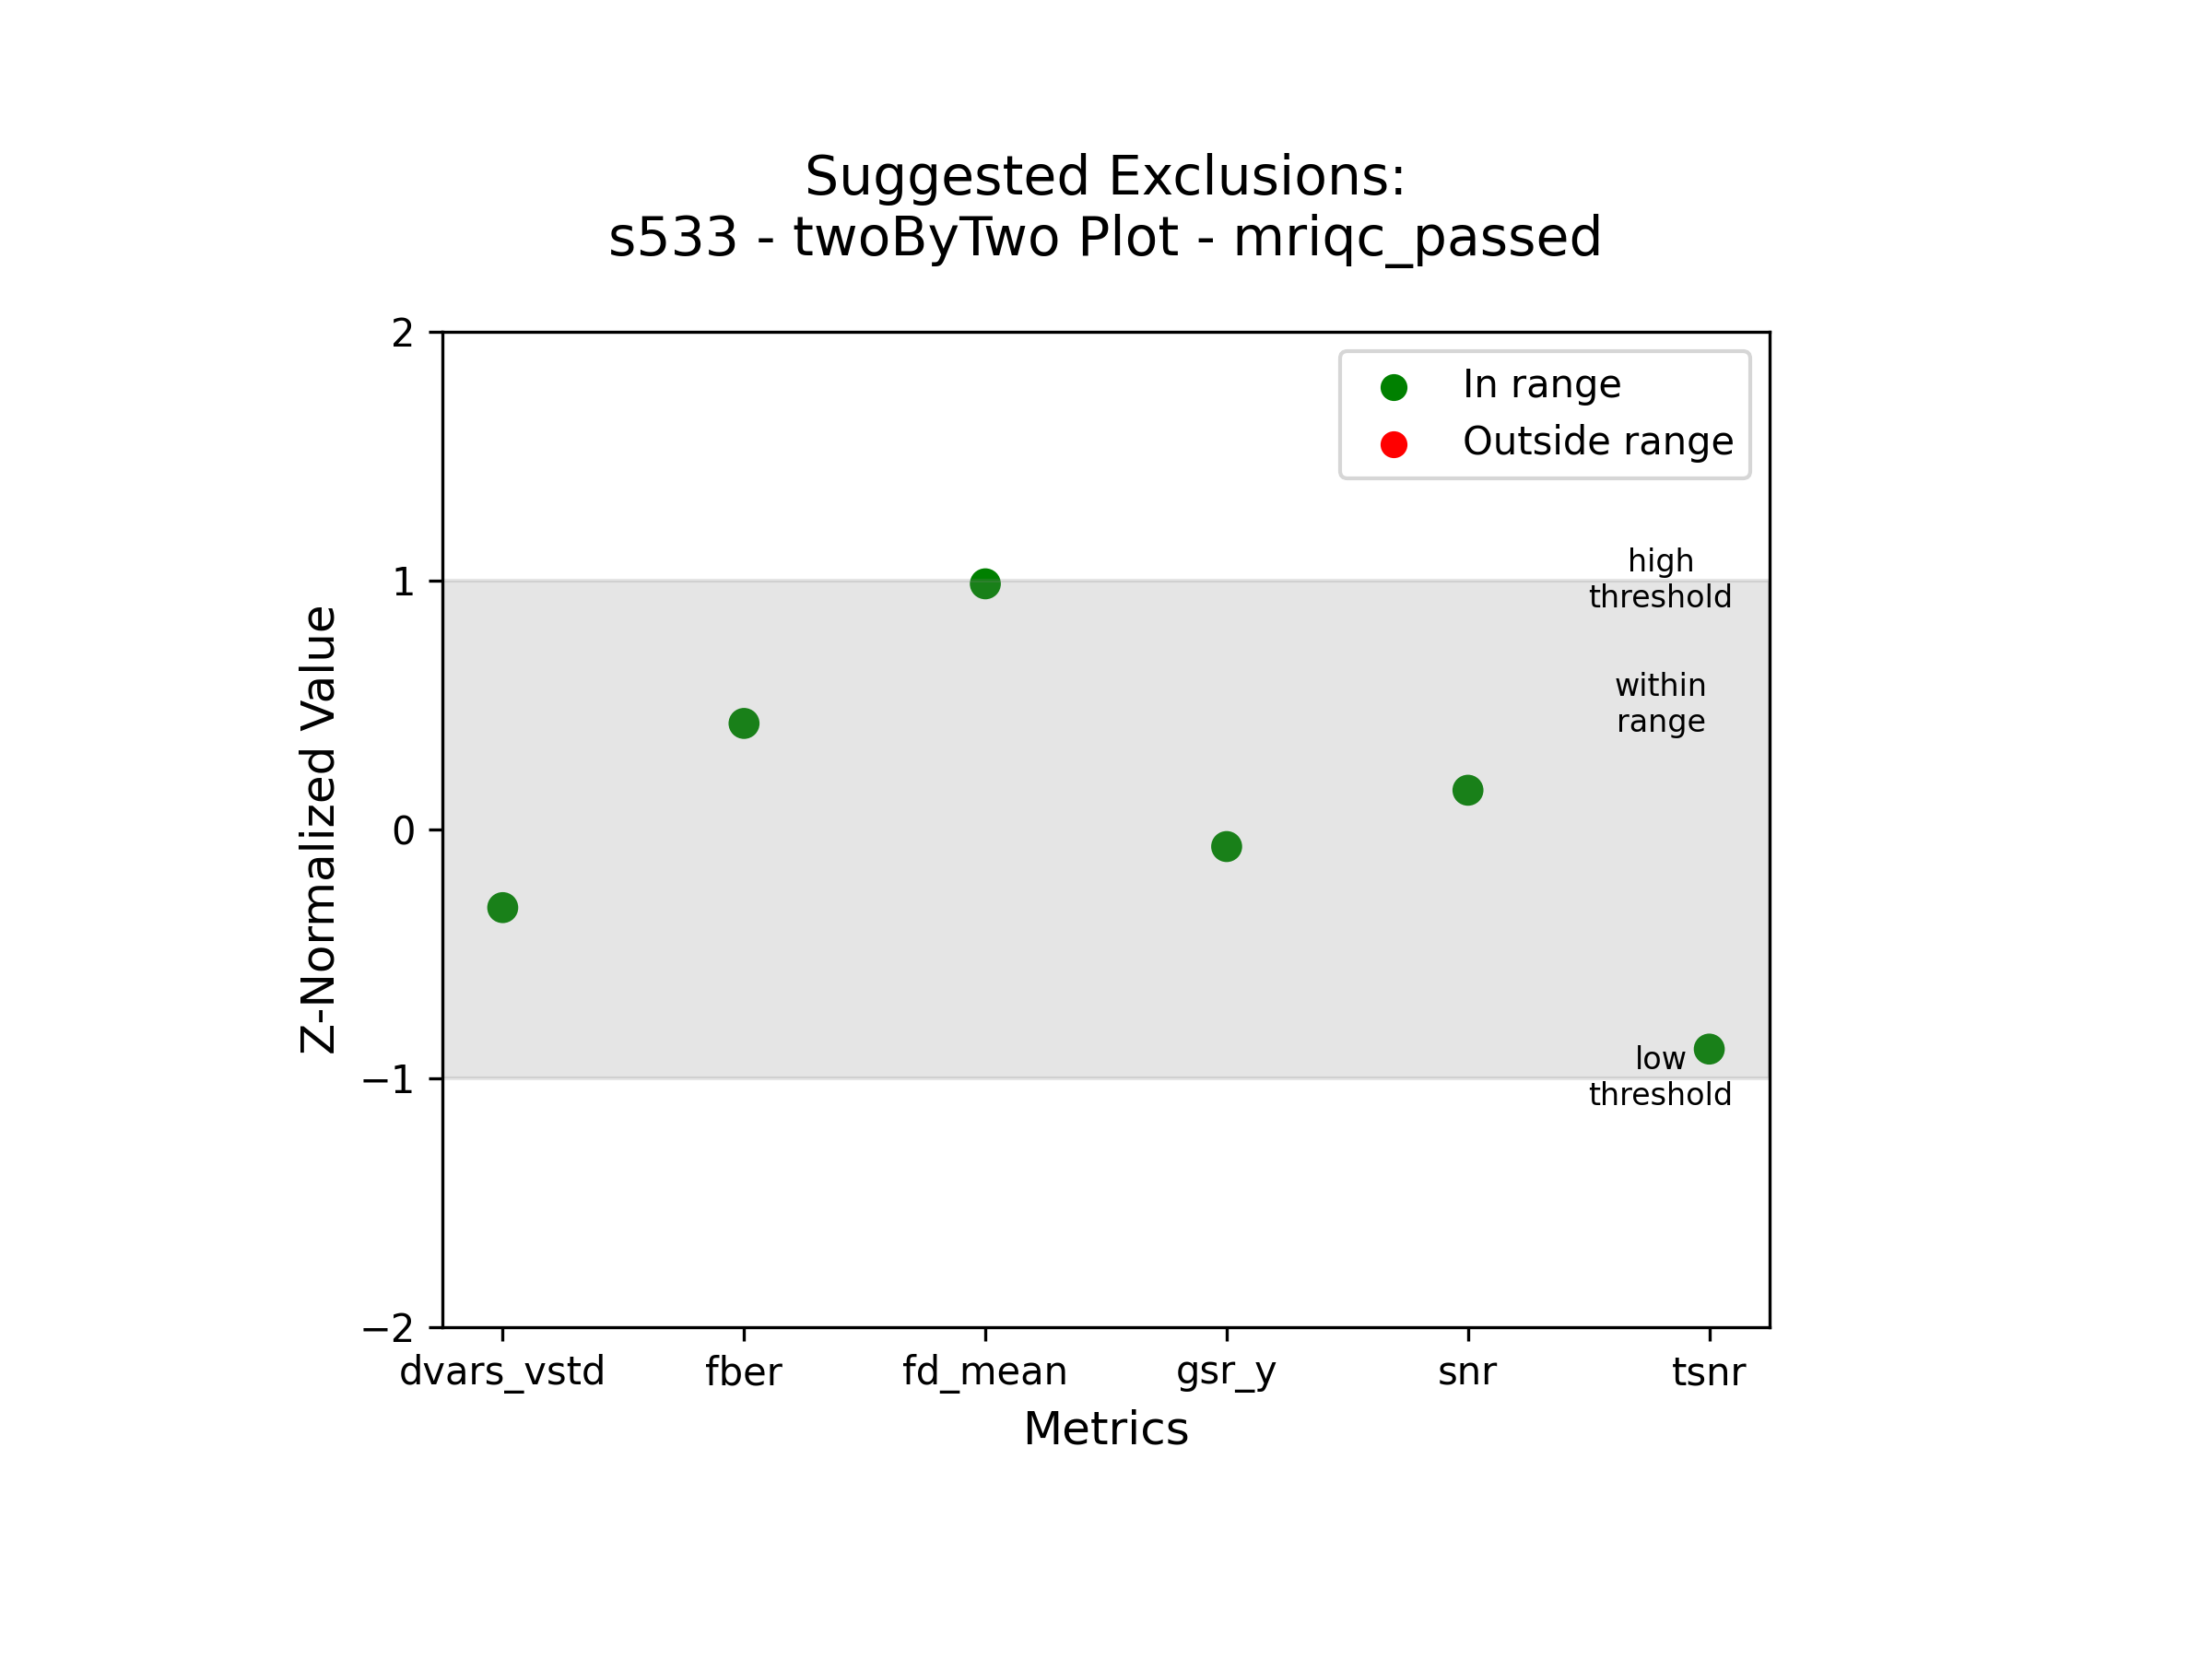 Suggested Exclusions:
s533 - twoByTwo Plot - mriqc_passed
2
In range
Outside range
high
threshold
1
within
range
Z-Normalized Value
0
low
threshold
−1
−2
dvars_vstd
fber
fd_mean
gsr_y
snr
tsnr
Metrics